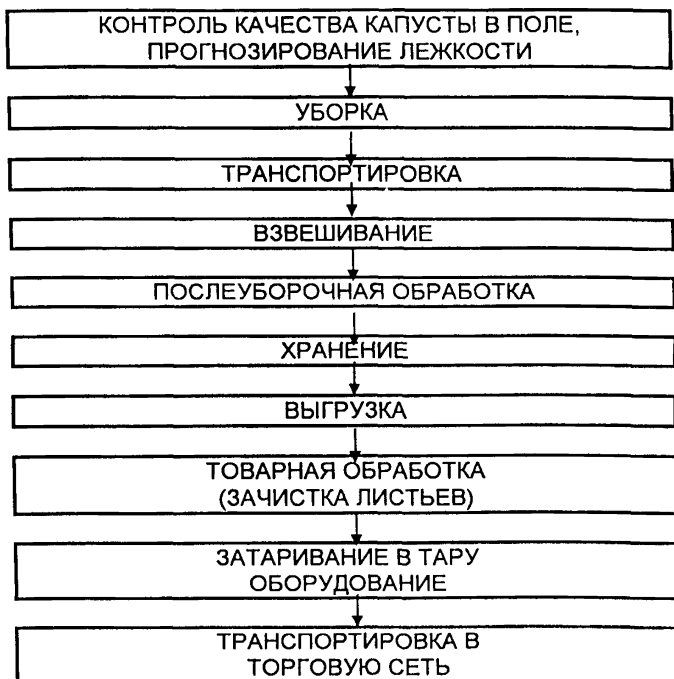 КОНТРОЛЬ КАЧЕСТВА КАПУСТЫ В ПОЛЕ,
ПРОГНОЗИРОВАНИЕ ЛЕЖКОСТИ
УБОРКА
ТРАНСПОРТИРОВКА
ВЗВЕШИВАНИЕ
ПОСЛЕУБОРОЧНАЯ ОБРАБОТКА
ХРАНЕНИЕ
ВЫГРУЗКА
ТОВАРНАЯ ОБРАБОТКА
(ЗАЧИСТКА ЛИСТЬЕВ)
ЗАТАРИВАНИЕ В ТАРУ
ОБОРУДОВАНИЕ
ТРАНСПОРТИРОВКА В
ТОРГОВУЮ СЕТЬ